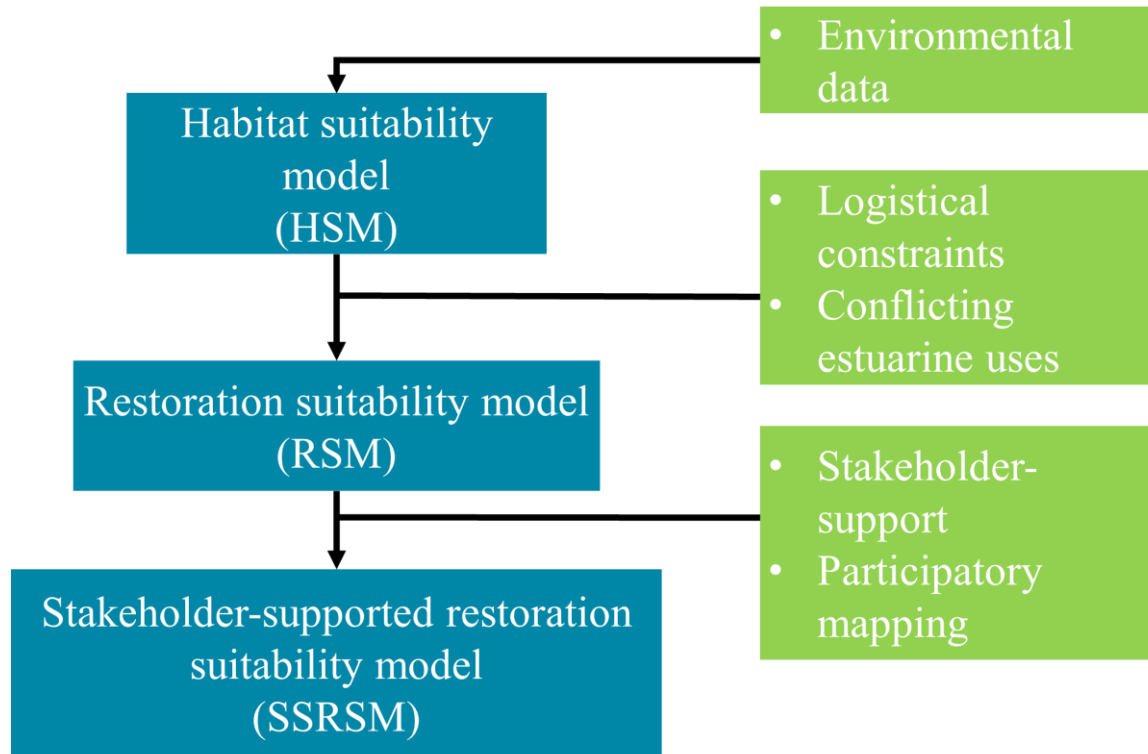 • Environmental
data
Habitat suitability
model
(HSM)
• Logistical
constraints
• Conflicting
estuarine uses
Restoration suitability model
(RSM)
• Stakeholder-
support
• Participatory
mapping
Stakeholder-supported restoration
suitability model
(SSRSM)